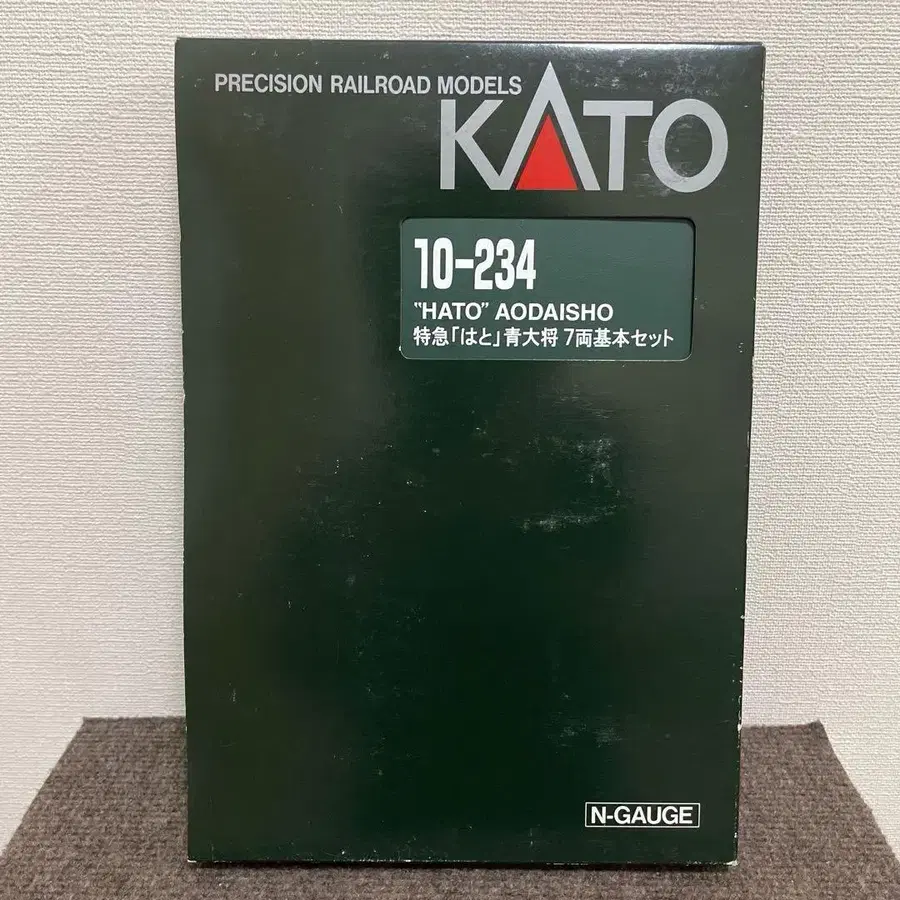 PRECISION RAILROAD MODELS
KATO
10-234
"HATO" AODAISHO
特急「はと」青大将 7両基本セット
N-GAUGE